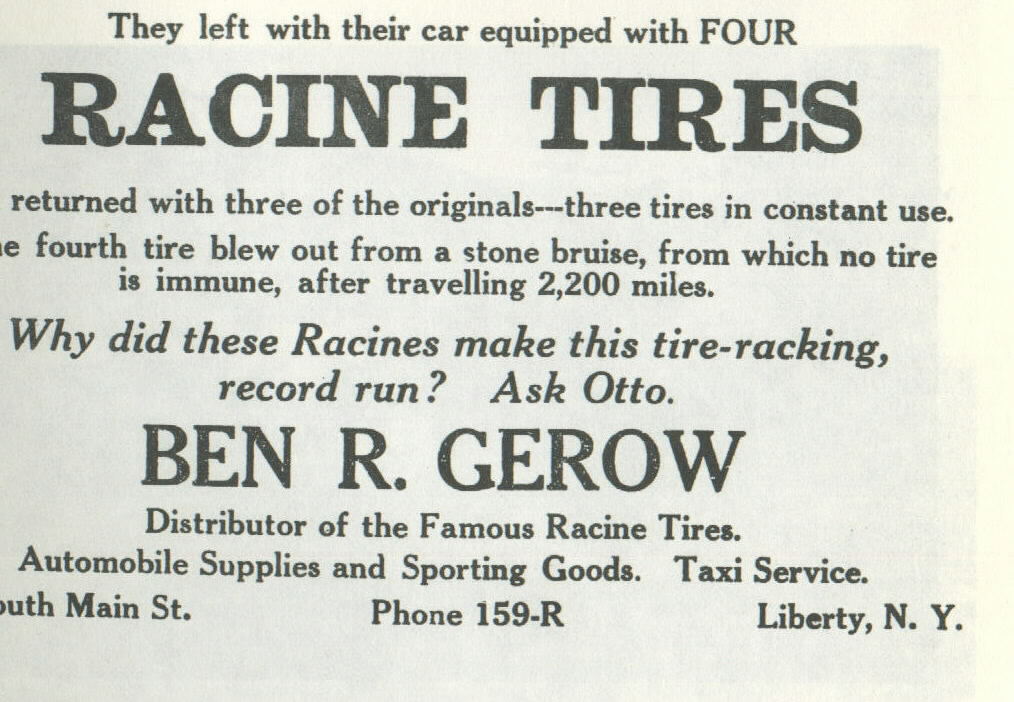 They left with their car equipped with FOUR
RACINE TIRES
returned with three of the originals---three tires in constant use.
fourth tire blew out from a stone bruise, from which no tire
is immune, after travelling 2,200 miles.
Why did these Racines make this tire-racking,
record run? Ask Otto.
BEN R. GEROW
Distributor of the Famous Racine Tires.
Automobile Supplies and Sporting Goods. Taxi Service.
outh Main St. Phone 159-R Liberty, N. Y.